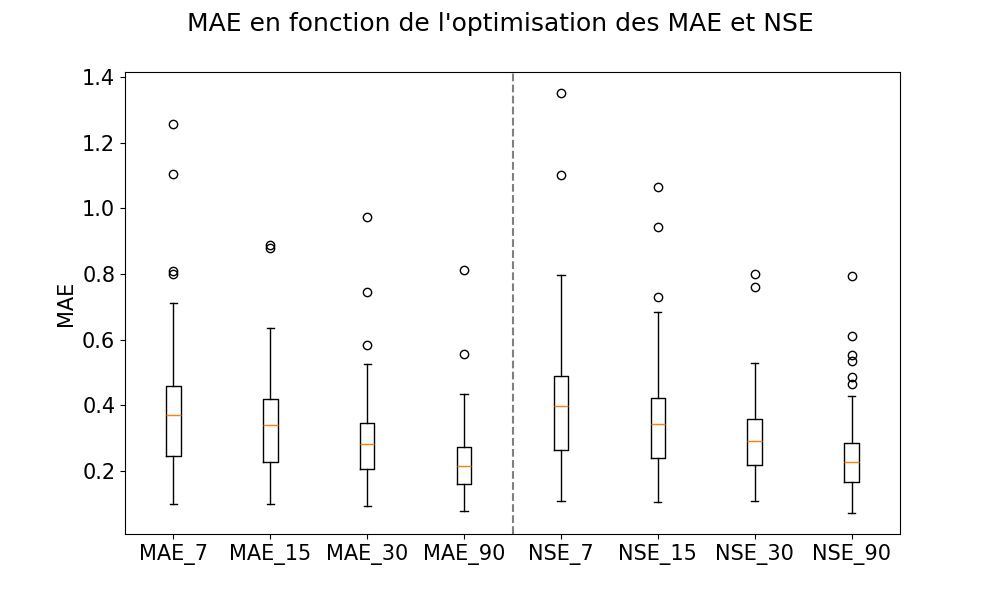 MAE en fonction de l'optimisation des MAE et NSE
MAE
1.4
1.2
1.0
0.8
0.6
0.4
0.2
MAE_7 MAE_15 MAE_30 MAE_90 NSE_7 NSE_15 NSE_30 NSE_90